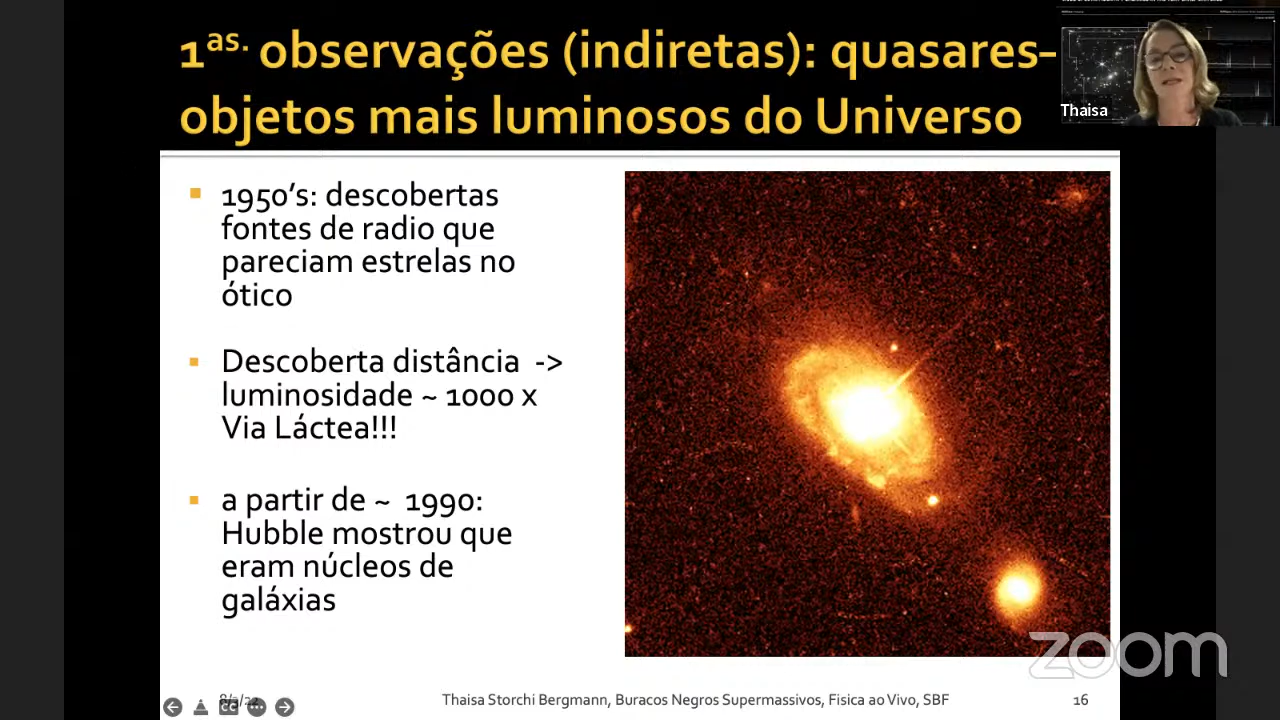 1as. observações (indiretas): quasares-
objetos mais luminosos do Universo
Thaisa
1950's: descobertas
fontes de radio que
pareciam estrelas no
ótico
Descoberta distância ->
luminosidade ~ 1000 x
Via Láctea!!!
a partir de ~ 1990:
Hubble mostrou que
eram núcleos de
galáxias
zoom
CC
Thaisa Storchi Bergmann, Buracos Negros Supermassivos, Fisica ao Vivo, SBF
16